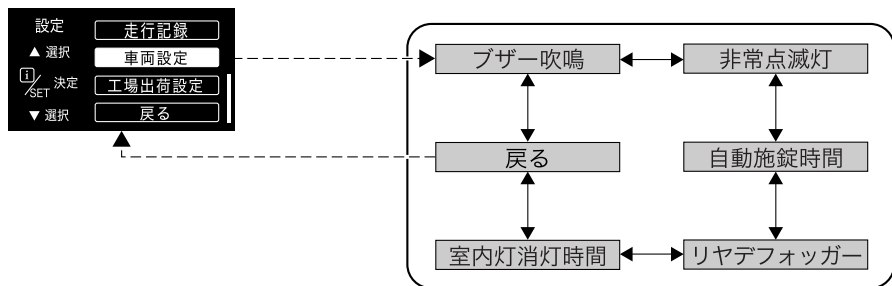 設定
▲ 選択
i/SET 決定
▼ 選択
走行記録
車両設定
工場出荷設定
戻る
ブザー吹鳴
非常点滅灯
戻る
自動施錠時間
室内灯消灯時間
リヤデフォッガー